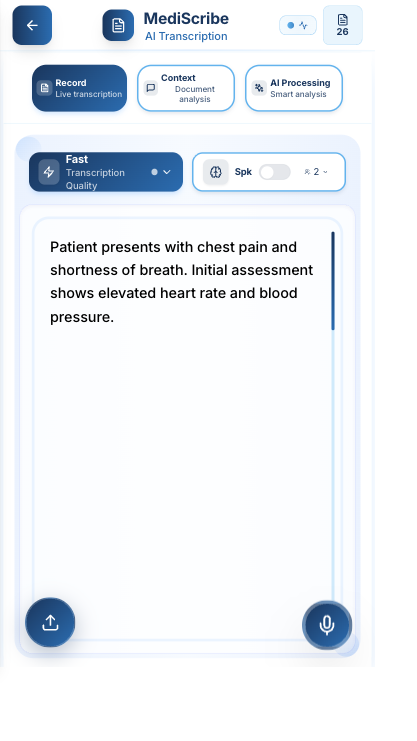 MediScribe
AI Transcription
26
Record
Live transcription
Context
Document
analysis
AI Processing
Smart analysis
Fast
Transcription
Quality
Spk
2
Patient presents with chest pain and
shortness of breath. Initial assessment
shows elevated heart rate and blood
pressure.